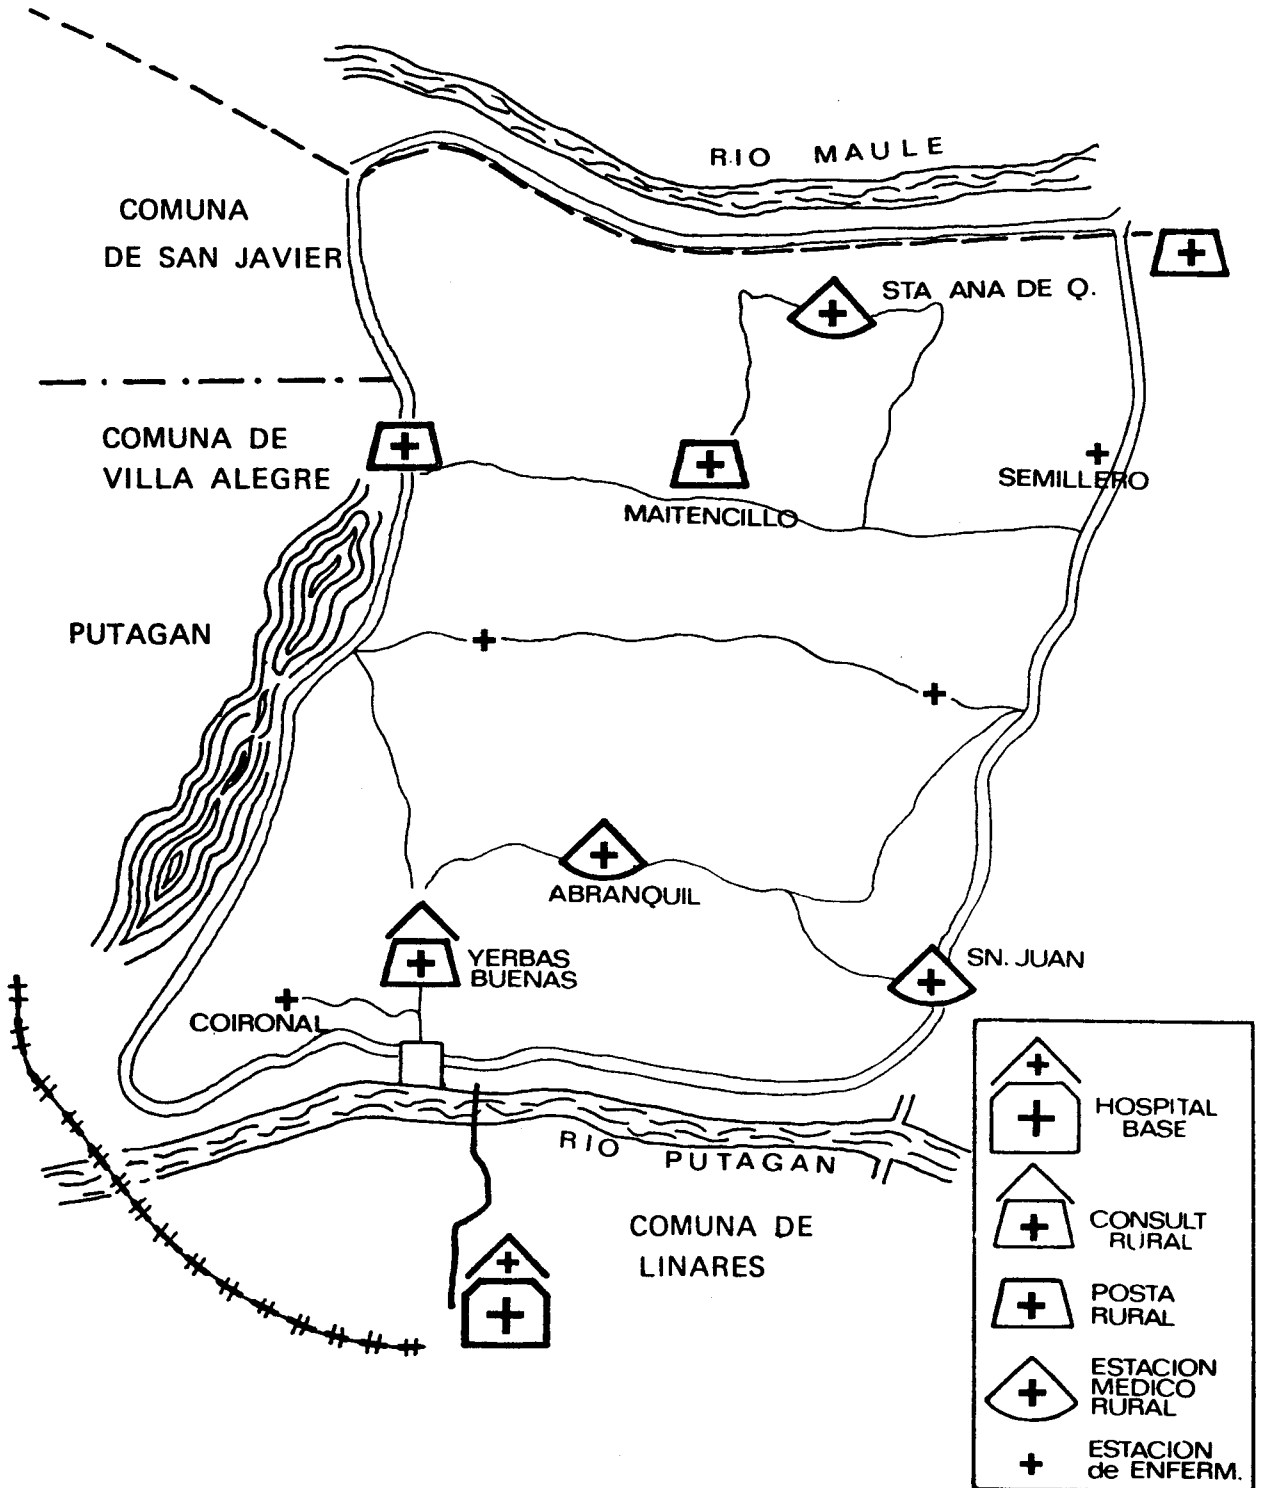 RIO MAULE
COMUNA
DE SAN JAVIER
STA ANA DE Q.
COMUNA DE
VILLA ALEGRE
SEMILLERO
MAITENCILLO
PUTAGAN
ABRANQUIL
YERBAS
BUENAS
SN. JUAN
COIRONAL
RIO PUTAGAN
COMUNA DE
LINARES
HOSPITAL
BASE
CONSULT
RURAL
POSTA
RURAL
ESTACION
MEDICO
RURAL
ESTACION
de ENFERM.